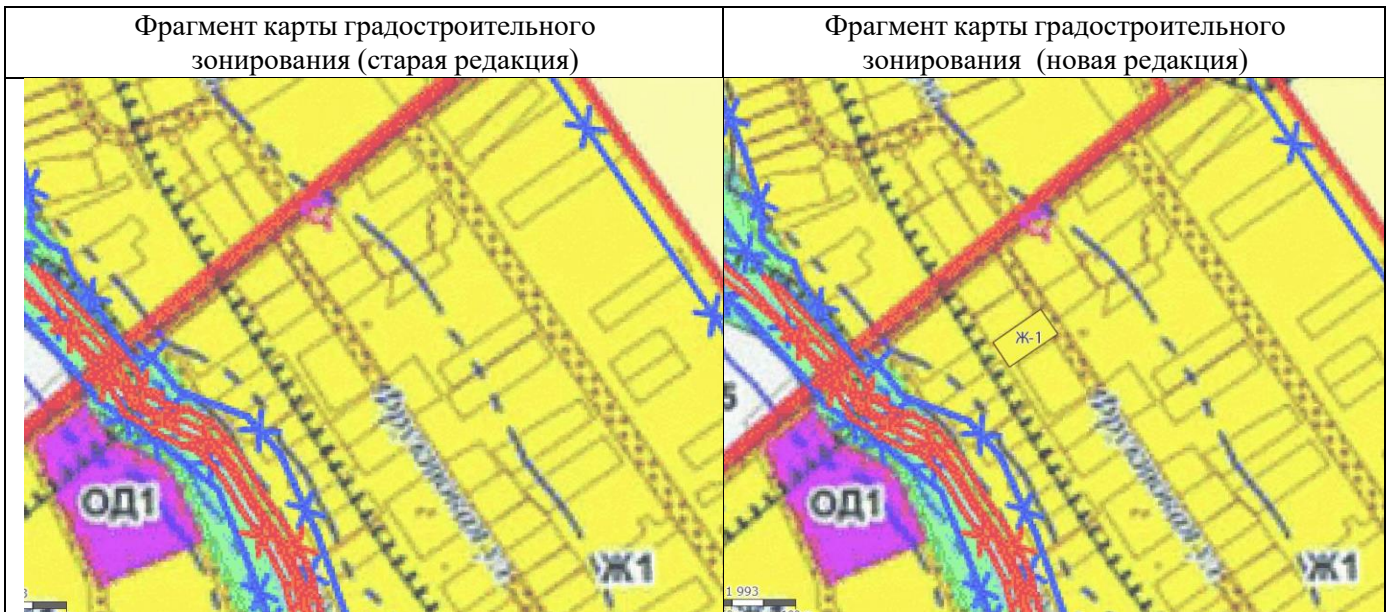 Фрагмент карты градостроительного
зонирования (старая редакция)
Фрагмент карты градостроительного
зонирования (новая редакция)
ОД1
Ж1
Ж-1
ОД1
Ж1
1 993